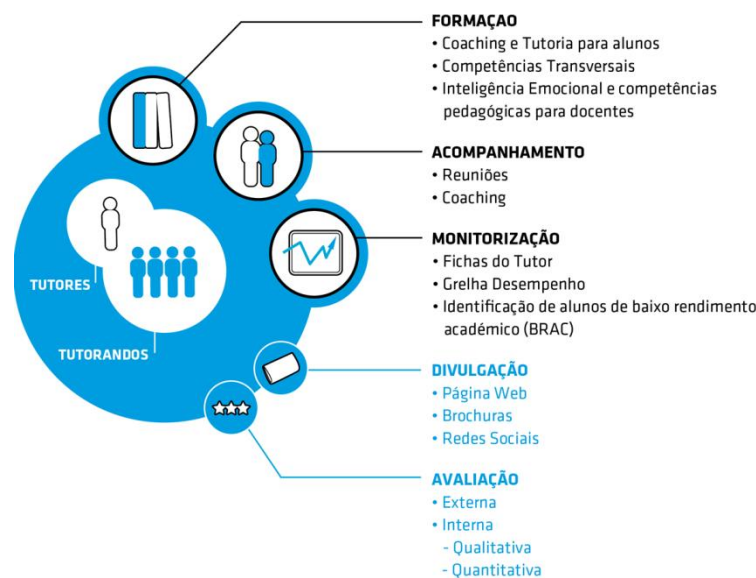 FORMAÇAO
• Coaching e Tutoria para alunos
• Competências Transversais
• Inteligência Emocional e competências
pedagógicas para docentes
ACOMPANHAMENTO
• Reuniões
• Coaching
MONITORIZAÇÃO
• Fichas do Tutor
• Grelha Desempenho
• Identificação de alunos de baixo rendimento
académico (BRAC)
TUTORES
TUTORANDOS
DIVULGAÇÃO
• Página Web
• Brochuras
• Redes Sociais
AVALIAÇÃO
• Externa
• Interna
- Qualitativa
- Quantitativa